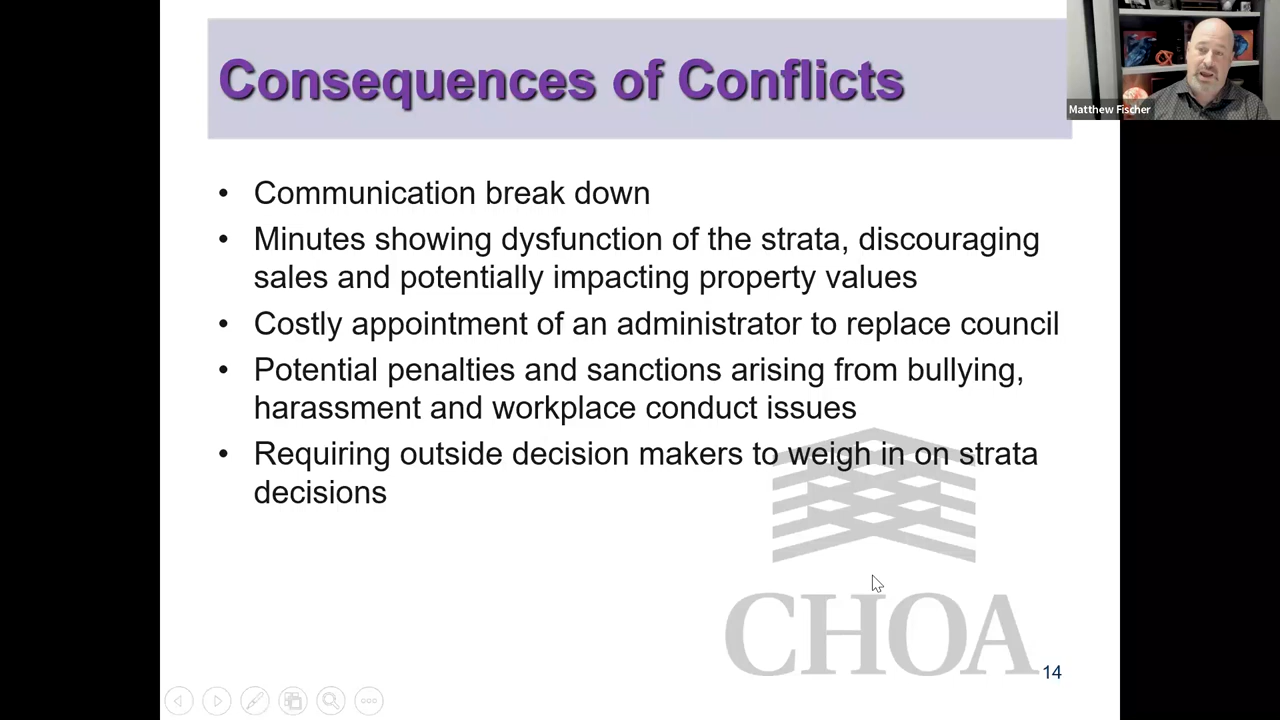 Consequences of Conflicts
Matthew Fischer
• Communication break down
• Minutes showing dysfunction of the strata, discouraging
sales and potentially impacting property values
• Costly appointment of an administrator to replace council
• Potential penalties and sanctions arising from bullying,
harassment and workplace conduct issues
• Requiring outside decision makers to weigh in on strata
decisions
CHOA
14